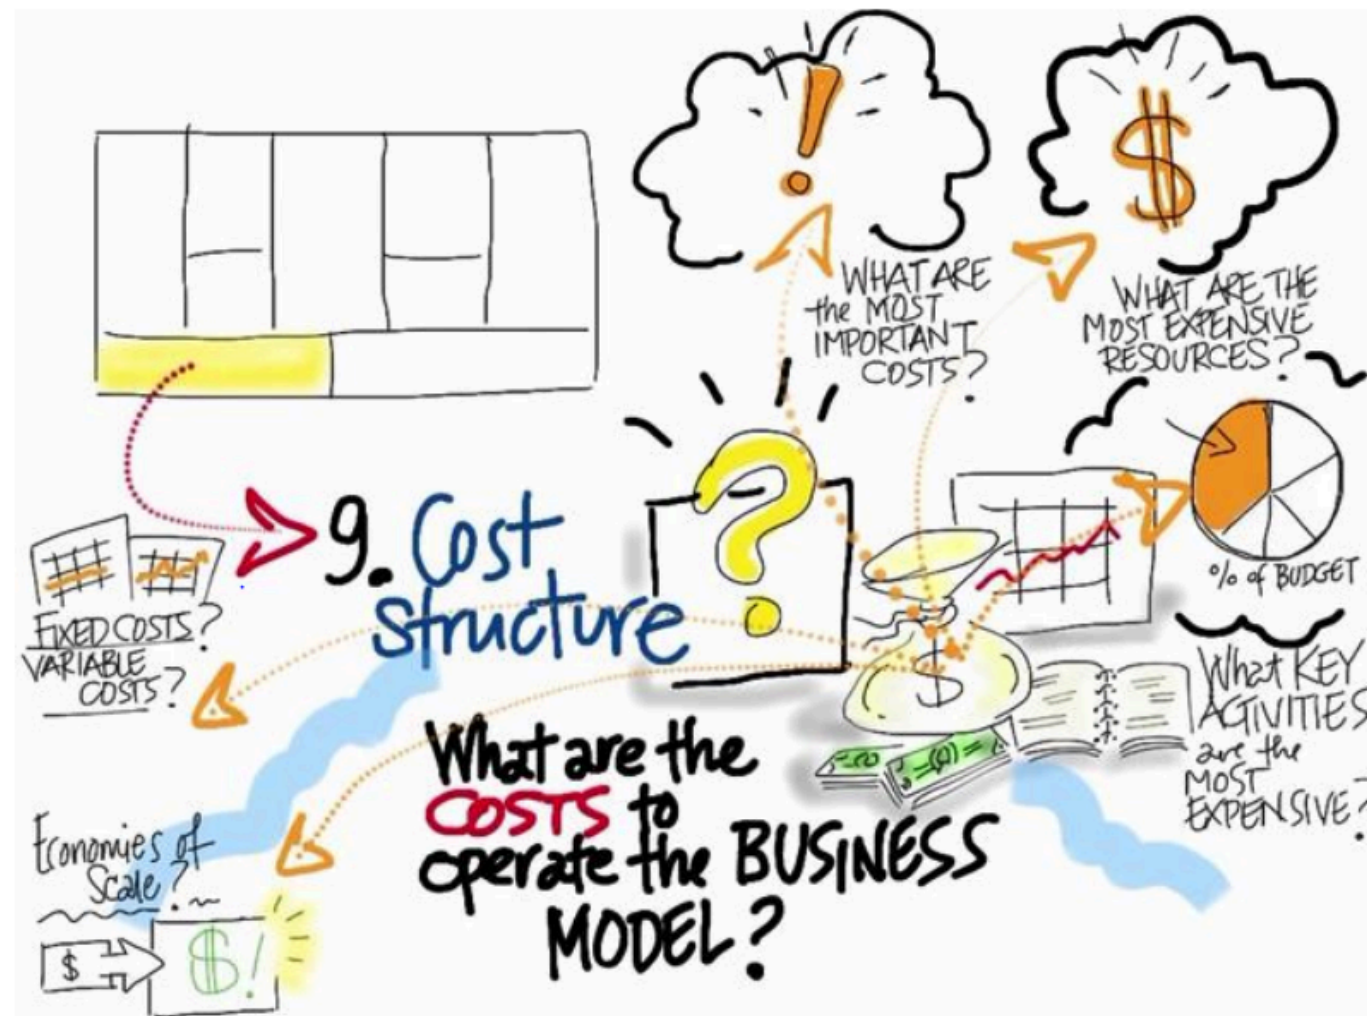 !
$
WHAT ARE
the MOST
IMPORTANT
COSTS?
WHAT ARE THE
MOST EXPENSIVE
RESOURCES?
% of BUDGET
9. Cost
structure
?
FIXED COSTS?
VARIABLE
COSTS?
$
What KEY
ACTIVITIES
are the
MOST
EXPENSIVE?
What are the
COSTS to
operate the BUSINESS
MODEL?
Economies of
Scale?
$
$!